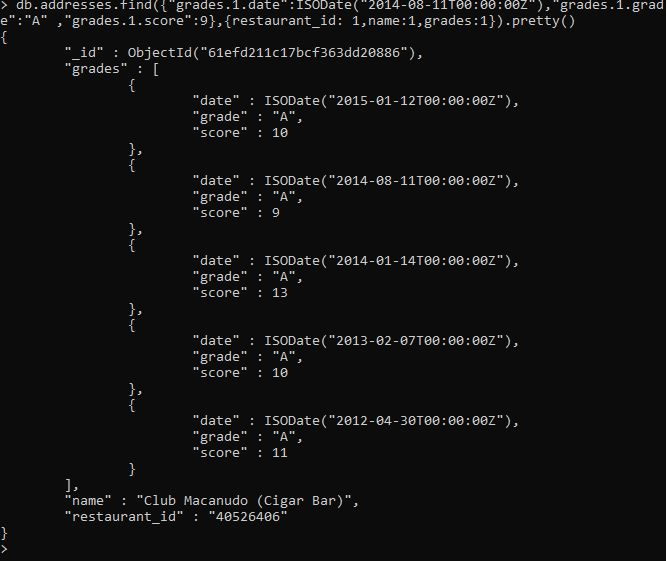 > db.addresses.find({"grades.1.date":ISODate("2014-08-11T00:00:00Z"),"grades.1.grad
e":"A" ,"grades.1.score":9},{restaurant_id: 1,name:1,grades:1}).pretty()
{
        "_id" : ObjectId("61efd211c17bcf363dd20886"),
        "grades" : [
                {
                        "date" : ISODate("2015-01-12T00:00:00Z"),
                        "grade" : "A",
                        "score" : 10
                },
                {
                        "date" : ISODate("2014-08-11T00:00:00Z"),
                        "grade" : "A",
                        "score" : 9
                },
                {
                        "date" : ISODate("2014-01-14T00:00:00Z"),
                        "grade" : "A",
                        "score" : 13
                },
                {
                        "date" : ISODate("2013-02-07T00:00:00Z"),
                        "grade" : "A",
                        "score" : 10
                },
                {
                        "date" : ISODate("2012-04-30T00:00:00Z"),
                        "grade" : "A",
                        "score" : 11
                }
        ],
        "name" : "Club Macanudo (Cigar Bar)",
        "restaurant_id" : "40526406"
}
>